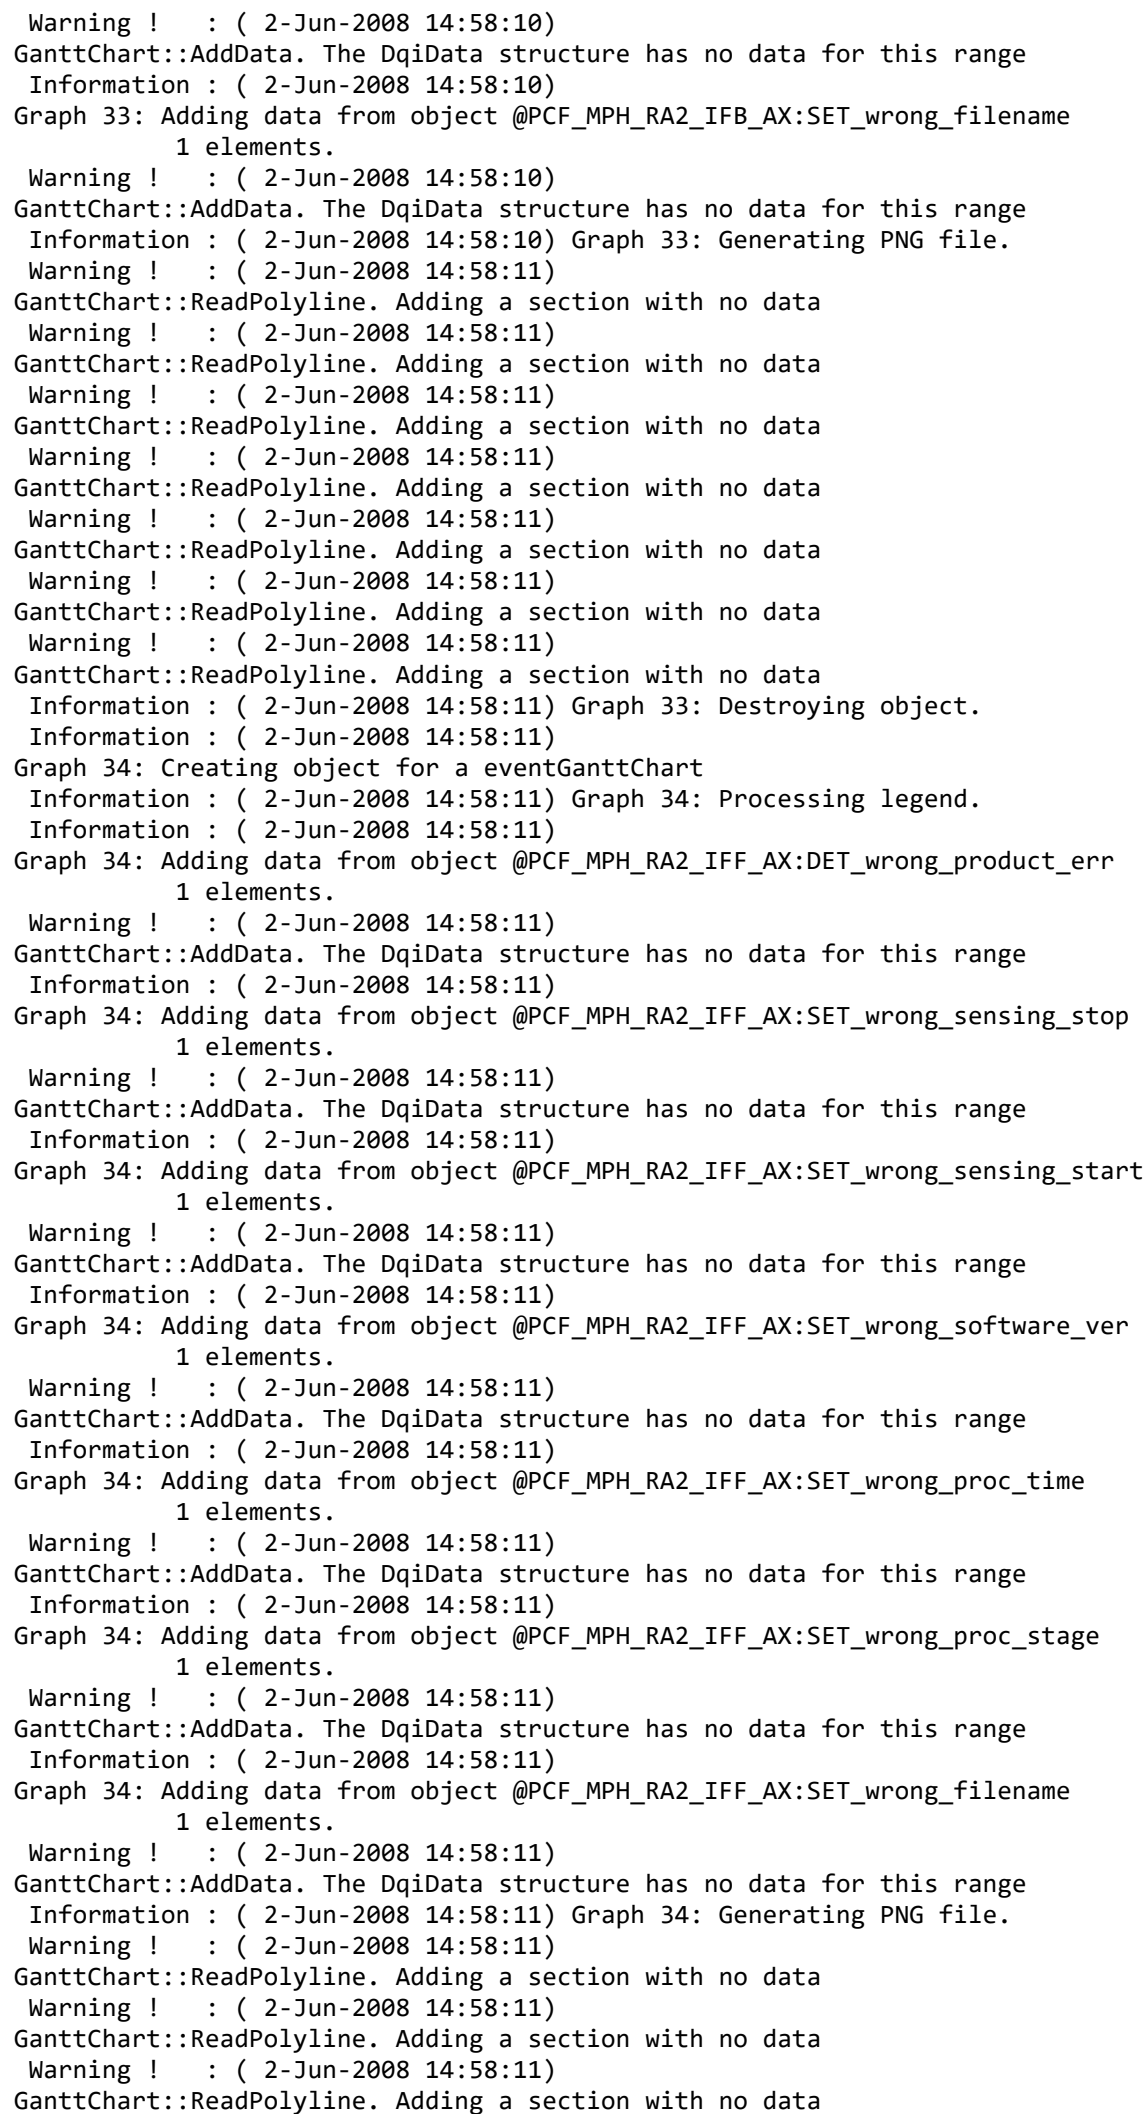 Warning !   : ( 2-Jun-2008 14:58:10)
GanttChart::AddData. The DqiData structure has no data for this range
Information : ( 2-Jun-2008 14:58:10)
Graph 33: Adding data from object @PCF_MPH_RA2_IFB_AX:SET_wrong_filename
1 elements.
Warning !   : ( 2-Jun-2008 14:58:10)
GanttChart::AddData. The DqiData structure has no data for this range
Information : ( 2-Jun-2008 14:58:10) Graph 33: Generating PNG file.
Warning !   : ( 2-Jun-2008 14:58:11)
GanttChart::ReadPolyline. Adding a section with no data
Warning !   : ( 2-Jun-2008 14:58:11)
GanttChart::ReadPolyline. Adding a section with no data
Warning !   : ( 2-Jun-2008 14:58:11)
GanttChart::ReadPolyline. Adding a section with no data
Warning !   : ( 2-Jun-2008 14:58:11)
GanttChart::ReadPolyline. Adding a section with no data
Warning !   : ( 2-Jun-2008 14:58:11)
GanttChart::ReadPolyline. Adding a section with no data
Warning !   : ( 2-Jun-2008 14:58:11)
GanttChart::ReadPolyline. Adding a section with no data
Warning !   : ( 2-Jun-2008 14:58:11)
GanttChart::ReadPolyline. Adding a section with no data
Information : ( 2-Jun-2008 14:58:11) Graph 33: Destroying object.
Information : ( 2-Jun-2008 14:58:11)
Graph 34: Creating object for a eventGanttChart
Information : ( 2-Jun-2008 14:58:11) Graph 34: Processing legend.
Information : ( 2-Jun-2008 14:58:11)
Graph 34: Adding data from object @PCF_MPH_RA2_IFF_AX:DET_wrong_product_err
1 elements.
Warning !   : ( 2-Jun-2008 14:58:11)
GanttChart::AddData. The DqiData structure has no data for this range
Information : ( 2-Jun-2008 14:58:11)
Graph 34: Adding data from object @PCF_MPH_RA2_IFF_AX:SET_wrong_sensing_stop
1 elements.
Warning !   : ( 2-Jun-2008 14:58:11)
GanttChart::AddData. The DqiData structure has no data for this range
Information : ( 2-Jun-2008 14:58:11)
Graph 34: Adding data from object @PCF_MPH_RA2_IFF_AX:SET_wrong_sensing_start
1 elements.
Warning !   : ( 2-Jun-2008 14:58:11)
GanttChart::AddData. The DqiData structure has no data for this range
Information : ( 2-Jun-2008 14:58:11)
Graph 34: Adding data from object @PCF_MPH_RA2_IFF_AX:SET_wrong_software_ver
1 elements.
Warning !   : ( 2-Jun-2008 14:58:11)
GanttChart::AddData. The DqiData structure has no data for this range
Information : ( 2-Jun-2008 14:58:11)
Graph 34: Adding data from object @PCF_MPH_RA2_IFF_AX:SET_wrong_proc_time
1 elements.
Warning !   : ( 2-Jun-2008 14:58:11)
GanttChart::AddData. The DqiData structure has no data for this range
Information : ( 2-Jun-2008 14:58:11)
Graph 34: Adding data from object @PCF_MPH_RA2_IFF_AX:SET_wrong_proc_stage
1 elements.
Warning !   : ( 2-Jun-2008 14:58:11)
GanttChart::AddData. The DqiData structure has no data for this range
Information : ( 2-Jun-2008 14:58:11)
Graph 34: Adding data from object @PCF_MPH_RA2_IFF_AX:SET_wrong_filename
1 elements.
Warning !   : ( 2-Jun-2008 14:58:11)
GanttChart::AddData. The DqiData structure has no data for this range
Information : ( 2-Jun-2008 14:58:11) Graph 34: Generating PNG file.
Warning !   : ( 2-Jun-2008 14:58:11)
GanttChart::ReadPolyline. Adding a section with no data
Warning !   : ( 2-Jun-2008 14:58:11)
GanttChart::ReadPolyline. Adding a section with no data
Warning !   : ( 2-Jun-2008 14:58:11)
GanttChart::ReadPolyline. Adding a section with no data